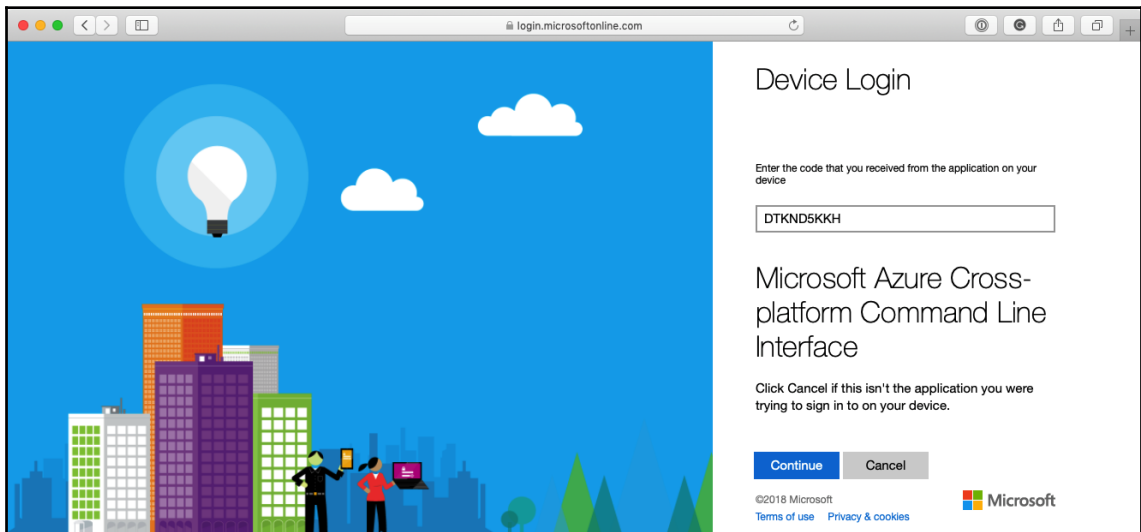 login.microsoftonline.com
Device Login
Enter the code that you received from the application on your
device
DTKND5KKH
Microsoft Azure Cross-
platform Command Line
Interface
Click Cancel if this isn't the application you were
trying to sign in to on your device.
Continue Cancel
©2018 Microsoft
Terms of use Privacy & cookies
Microsoft